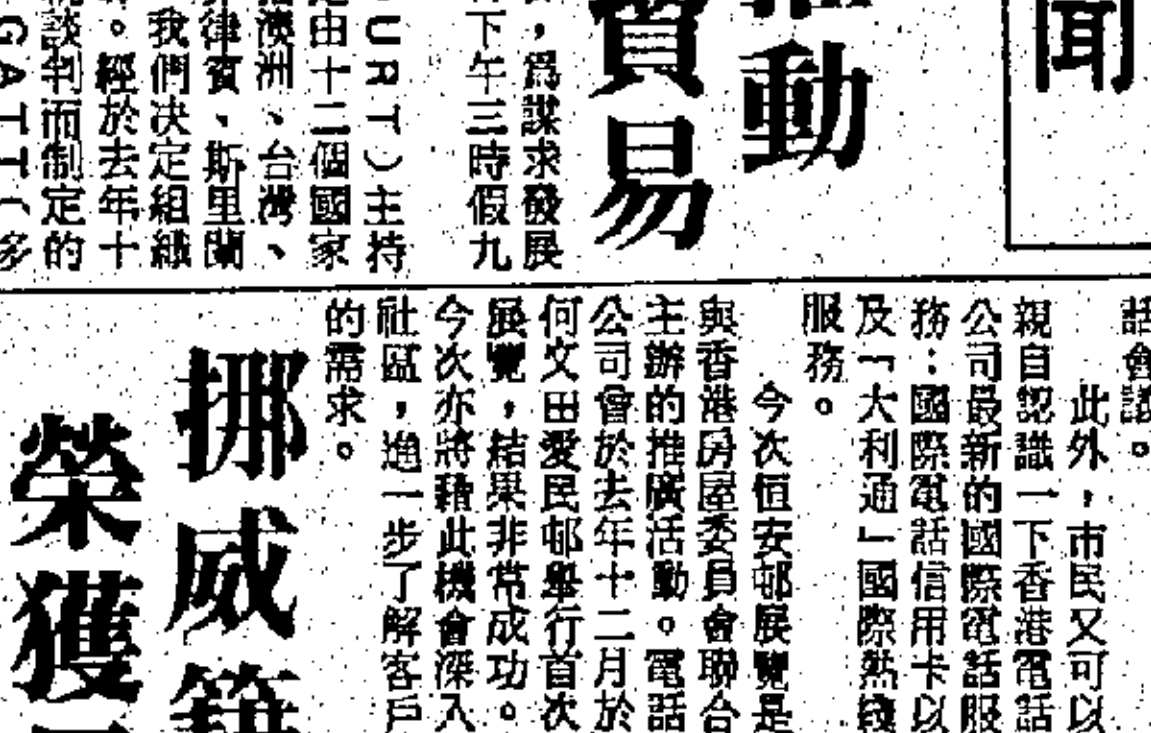 聞
動
貿易
，爲謀求發展
下午三時假九
URT）主持
由十二個國家
澳洲、台灣、
律賓、斯里蘭
我們决定組織
。經於去年十
談判而制定的
GATT（多
話會議。
此外，市民又可以
親自認識一下香港電話
公司最新的國際電話服
務：國際電話信用卡以
及「大利通」國際熱綫
服務。
今次恒安邨展覽是
與香港房屋委員會聯合
主辦的推廣活動。電話
公司曾於去年十二月於
何文田愛民邨舉行首次
展覽，結果非常成功。
今次亦將藉此機會深入
社區，進一步了解客戶
的需求。
挪威籍
榮獲